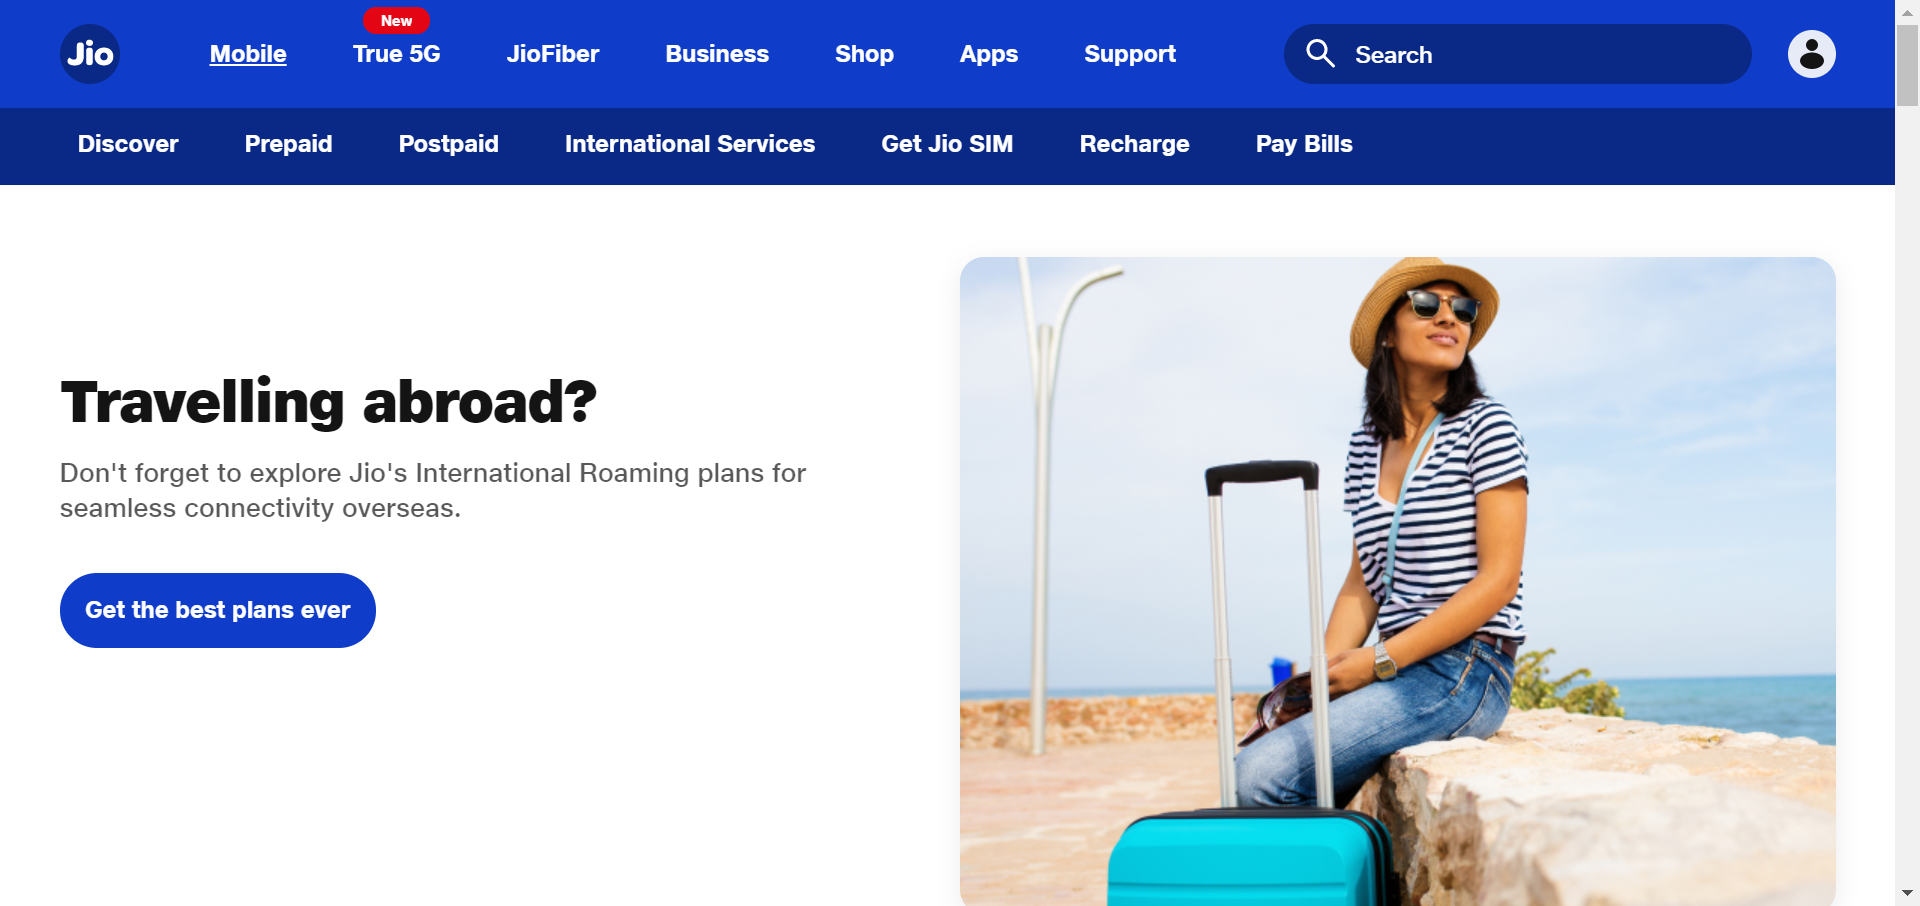 Jio
Mobile
New
True 5G
JioFiber
Business
Shop
Apps
Support
Search
Discover
Prepaid
Postpaid
International Services
Get Jio SIM
Recharge
Pay Bills
Travelling abroad?
Don't forget to explore Jio's International Roaming plans for
seamless connectivity overseas.
Get the best plans ever